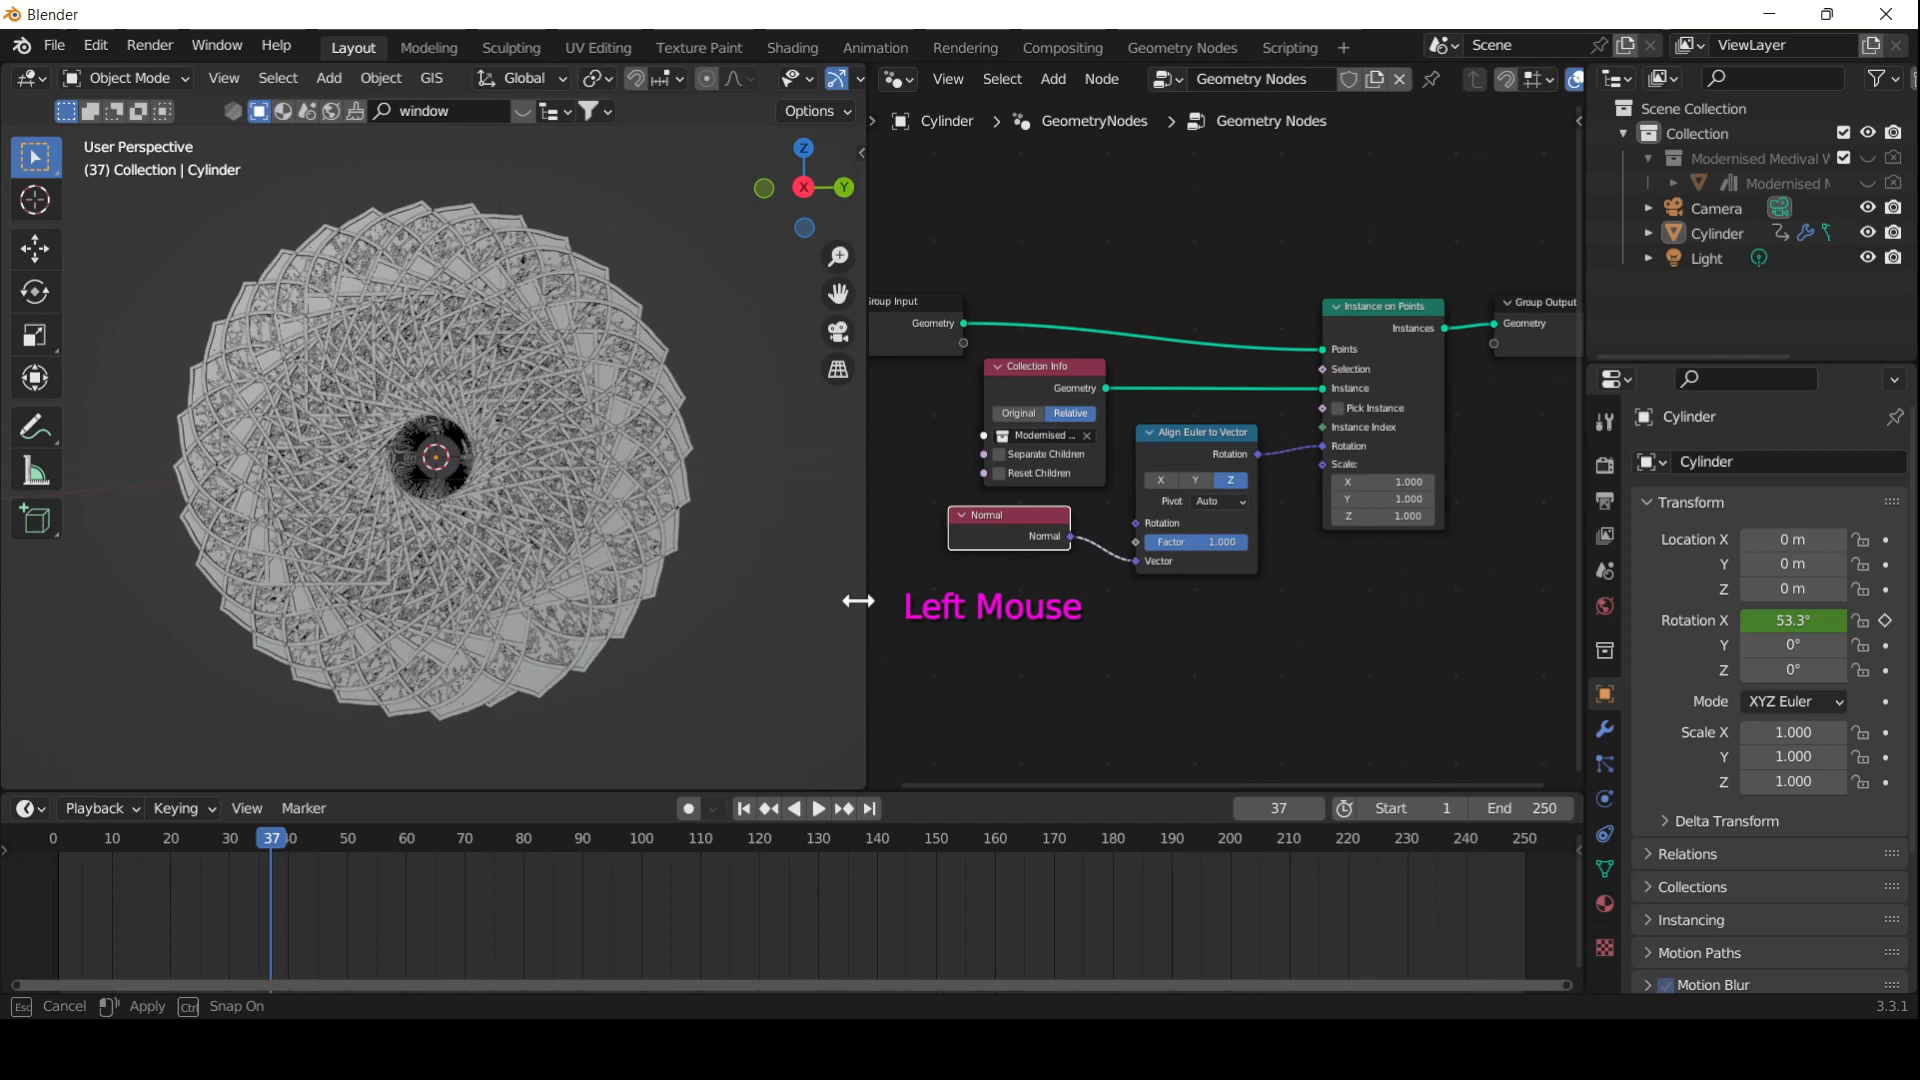 Blender
File Edit Render Window Help Layout Modeling Sculpting UV Editing Texture Paint Shading Animation Rendering Compositing Geometry Nodes Scripting + Scene ViewLayer
Object Mode View Select Add Object GIS Global View Select Add Node Geometry Nodes
window Options
Scene Collection
Cylinder > GeometryNodes > Geometry Nodes
Collection
User Perspective
(37) Collection | Cylinder
Z
X
Y
Modernised Medival W
Modernised M
Camera
Cylinder
Light
Group Input
Geometry
Collection Info
Geometry
Original Relative
Modernised ...
Separate Children
Reset Children
Normal
Normal
Align Euler to Vector
Rotation
X Y Z
Pivot Auto
Rotation
Factor 1.000
Vector
Instance on Points
Instances
Points
Selection
Instance
Pick Instance
Instance Index
Rotation
Scale:
X 1.000
Y 1.000
Z 1.000
Group Output
Geometry
Left Mouse
Cylinder
Cylinder
Transform
Location X 0 m
Y 0 m
Z 0 m
Rotation X 53.3°
Y 0°
Z 0°
Mode XYZ Euler
Scale X 1.000
Y 1.000
Z 1.000
Delta Transform
Relations
Collections
Instancing
Motion Paths
Motion Blur
Playback Keying View Marker 37 Start 1 End 250
0 10 20 30 37 50 60 70 80 90 100 110 120 130 140 150 160 170 180 190 200 210 220 230 240 250
Esc Cancel Apply Ctrl Snap On 3.3.1